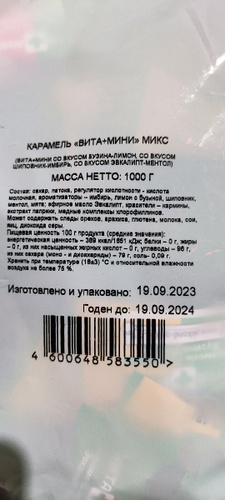 КАРАМЕЛЬ «ВИТА+МИНИ» МИКС
(ВИТА+МИНИ СО ВКУСОМ БУЗИНА-ЛИМОН, СО ВКУСОМ
ШИПОВНИК-ИМБИРЬ, СО ВКУСОМ ЭВКАЛИПТ-МЕНТОЛ)
МАССА НЕТТО: 1000 Г
Состав: сахар, патока, регулятор кислотности - кислота
молочная, ароматизаторы – имбирь, лимон с бузиной, шиповник,
ментол, мята; эфирное масло Эвкалипт, красители – кармины,
экстракт паприки, медные комплексы хлорофиллинов.
Может содержать следы орехов, арахиса, глютена, молока, сои,
яиц, диоксида серы.
Пищевая ценность 100 г продукта (средние значения):
энергетическая ценность – 389 ккал/1651 кДж; белки – 0 г, жиры
- 0 г, из них насыщенных жирных кислот – 0 г, углеводы – 96 г,
из них сахара (моно - и дисахариды) – 79 г, соль- 0,09 г.
Хранить при температуре (18±3) °С и относительной влажности
воздуха не более 75 %.
Изготовлено и упаковано: 19.09.2023
Годен до: 19.09.2024
4 600648 583550 >